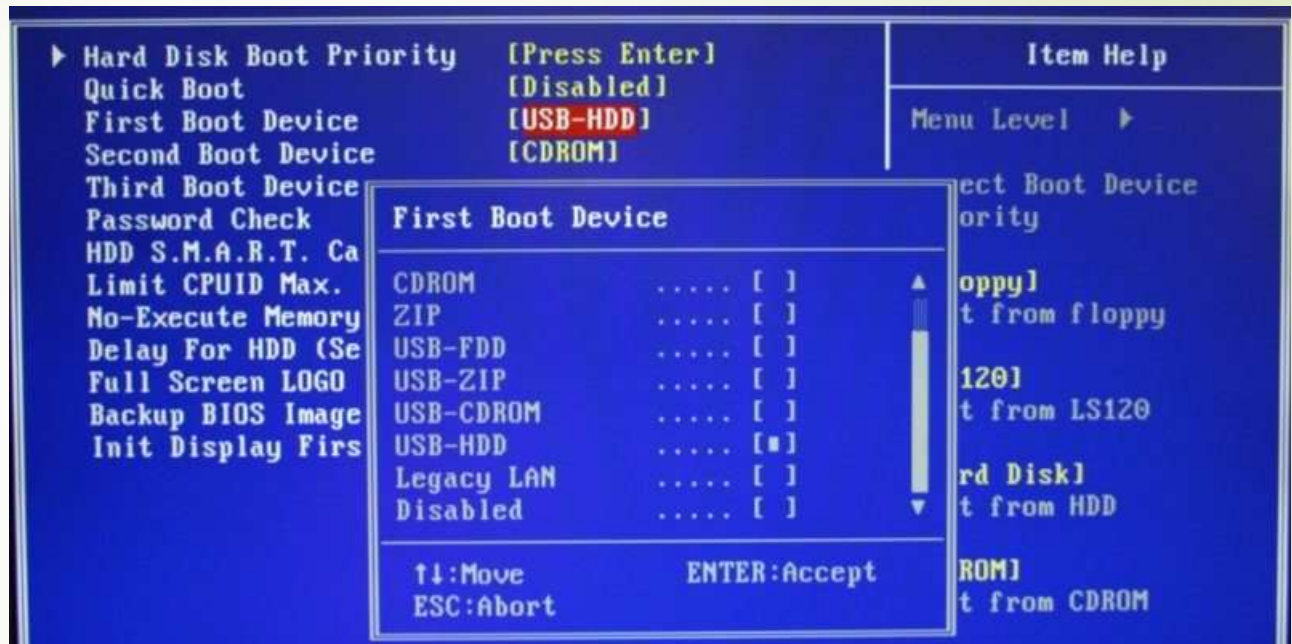 Hard Disk Boot Priority [Press Enter]
Quick Boot [Disabled]
First Boot Device [USB-HDD]
Second Boot Device [CDROM]
Third Boot Device
Password Check
HDD S.M.A.R.T. Ca
Limit CPUID Max.
No-Execute Memory
Delay For HDD (Se
Full Screen LOGO
Backup BIOS Image
Init Display Firs
First Boot Device
CDROM ..... [ ]
ZIP ..... [ ]
USB-FDD ..... [ ]
USB-ZIP ..... [ ]
USB-CDROM ..... [ ]
USB-HDD ..... [■]
Legacy LAN ..... [ ]
Disabled ..... [ ]
↑↓:Move ENTER:Accept
ESC:Abort
Item Help
Menu Level ▶
ect Boot Device
ority
oppy]
t from floppy
120]
t from LS120
rd Disk]
t from HDD
ROM]
t from CDROM